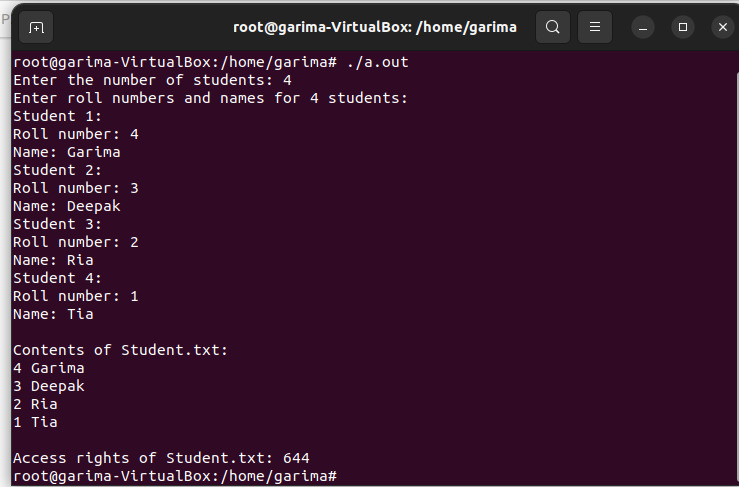 P
root@garima-VirtualBox: /home/garima
root@garima-VirtualBox:/home/garima# ./a.out
Enter the number of students: 4
Enter roll numbers and names for 4 students:
Student 1:
Roll number: 4
Name: Garima
Student 2:
Roll number: 3
Name: Deepak
Student 3:
Roll number: 2
Name: Ria
Student 4:
Roll number: 1
Name: Tia
Contents of Student.txt:
4 Garima
3 Deepak
2 Ria
1 Tia
Access rights of Student.txt: 644
root@garima-VirtualBox:/home/garima#